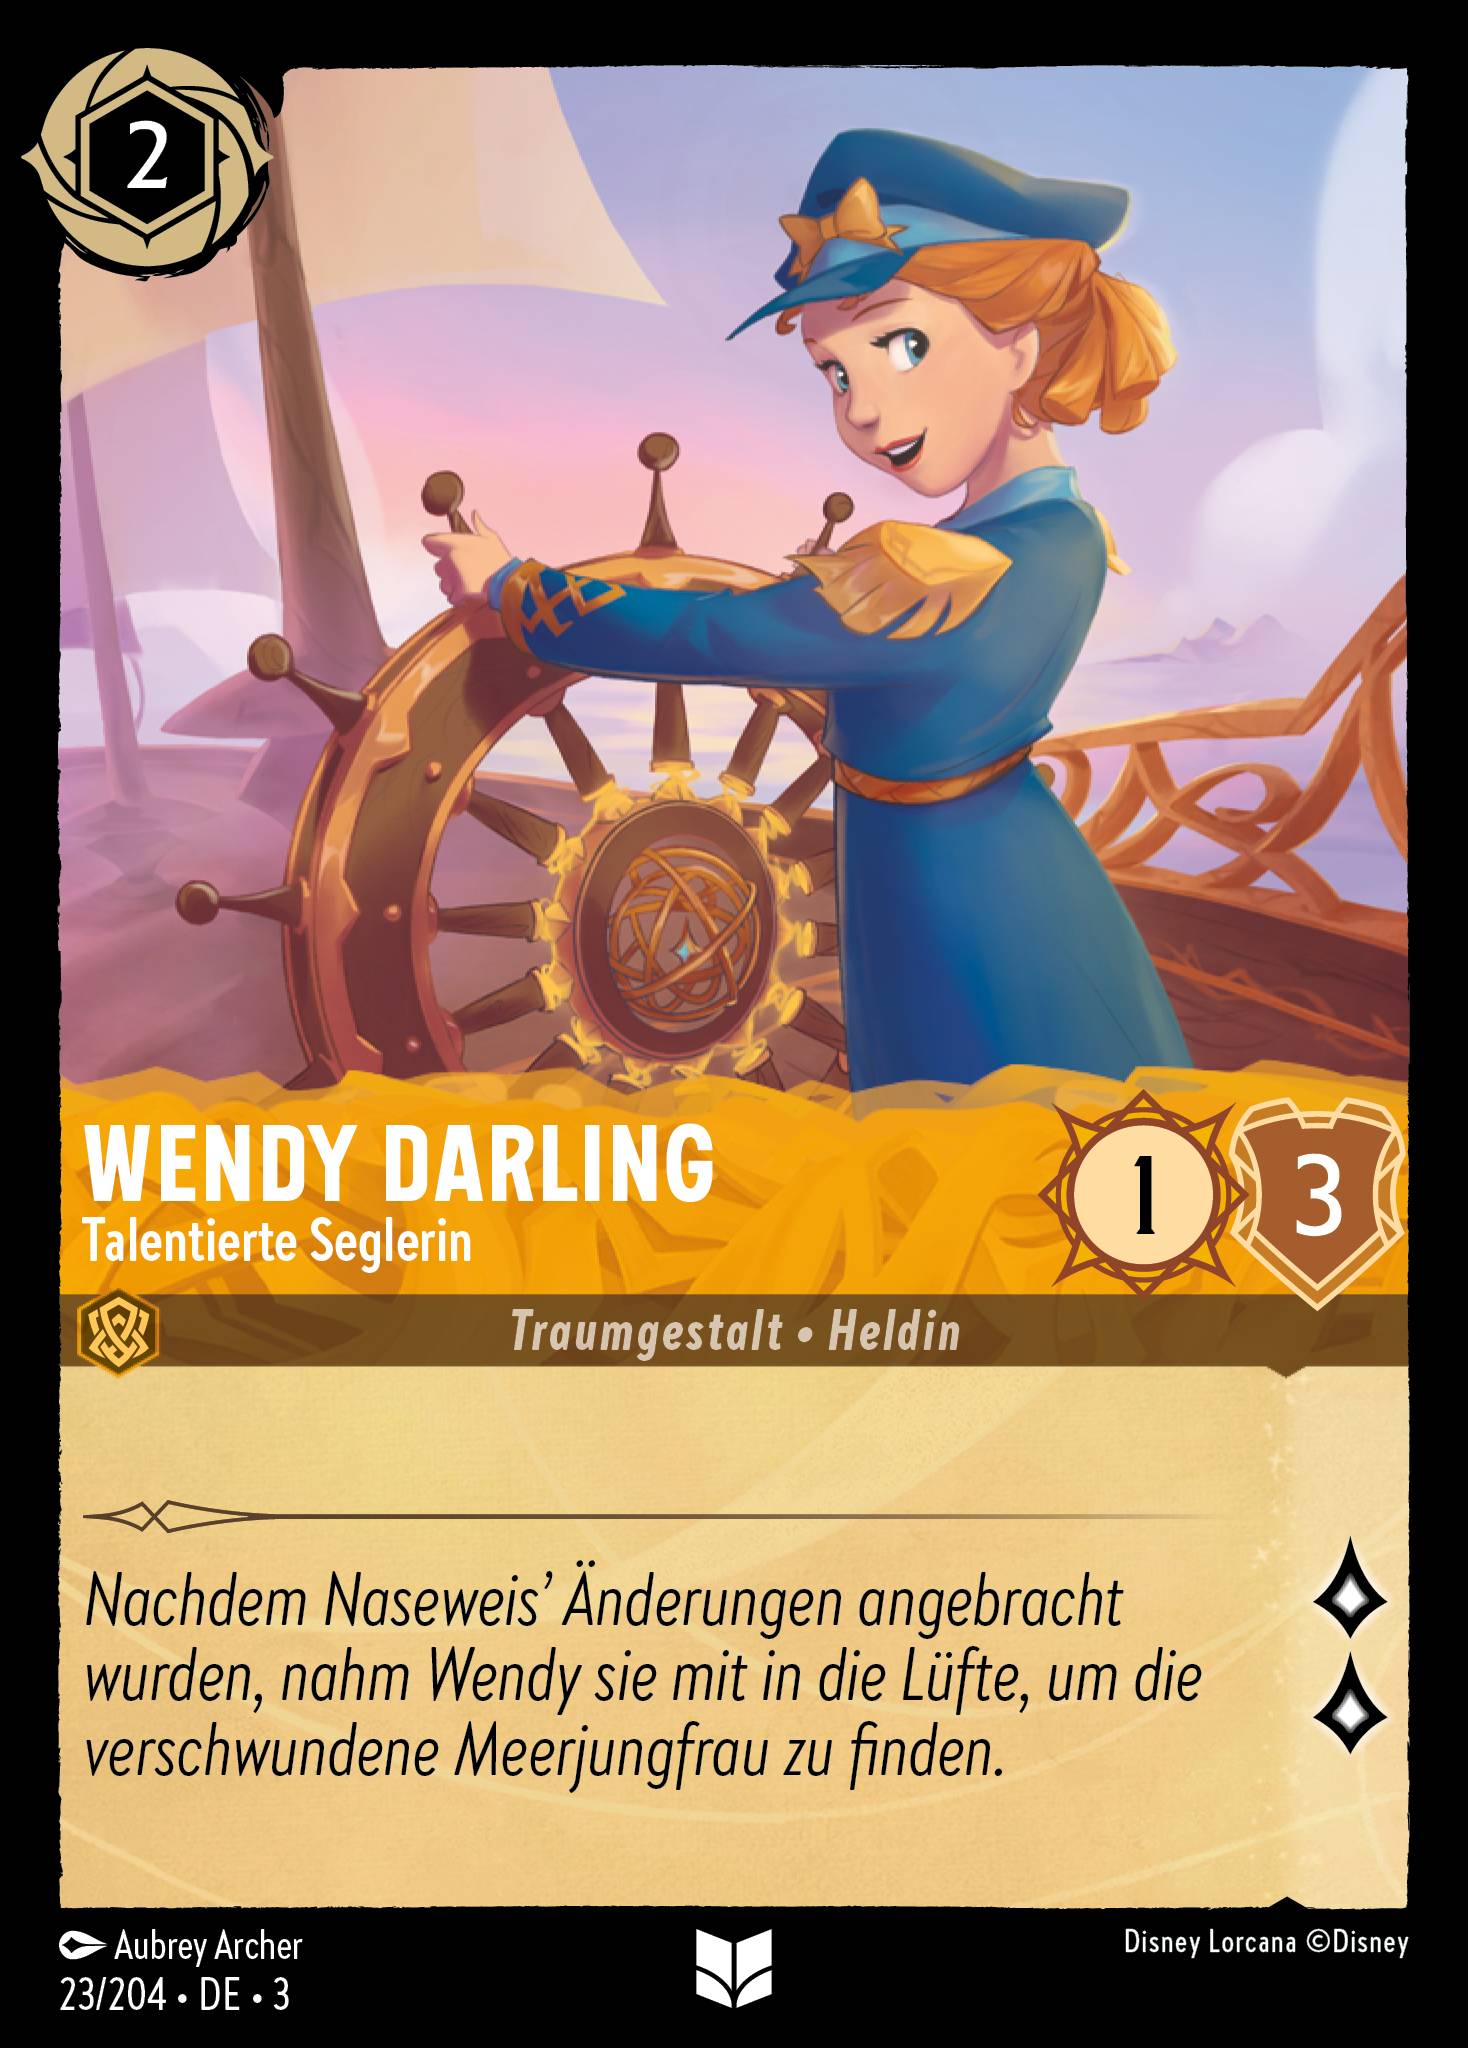 2
WENDY DARLING
Talentierte Seglerin
1
3
Traumgestalt • Heldin
Nachdem Naseweis’ Änderungen angebracht
wurden, nahm Wendy sie mit in die Lüfte, um die
verschwundene Meerjungfrau zu finden.
Aubrey Archer
Disney Lorcana ©Disney
23/204 • DE • 3